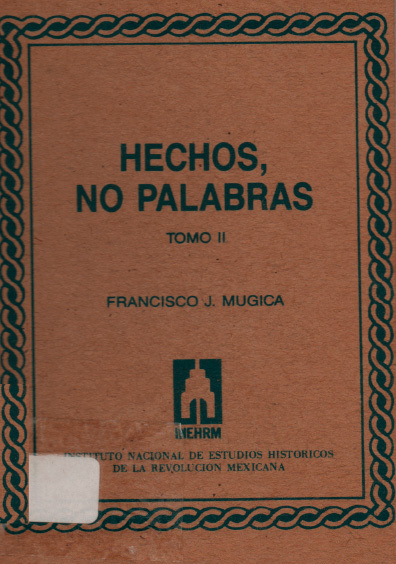 HECHOS,
NO PALABRAS
TOMO II
FRANCISCO J. MUGICA
INEHRM
INSTITUTO NACIONAL DE ESTUDIOS HISTORICOS
DE LA REVOLUCION MEXICANA